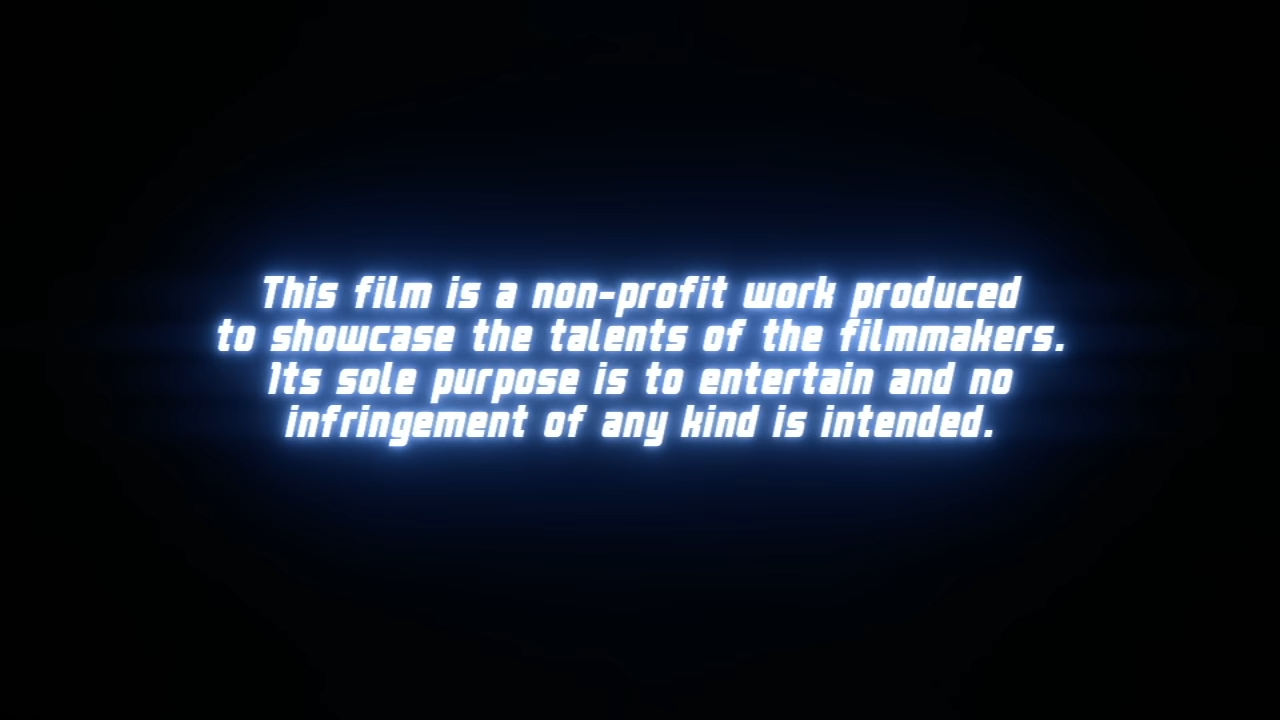 This film is a non-profit work produced
to showcase the talents of the filmmakers.
Its sole purpose is to entertain and no
infringement of any kind is intended.